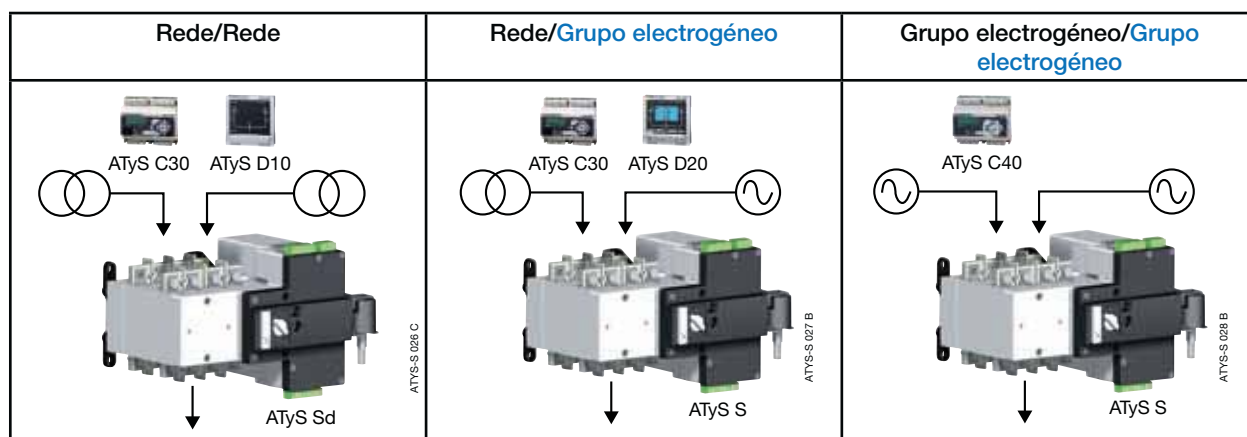 Rede/Rede
Rede/Grupo electrogéneo
Grupo electrogéneo/Grupo
electrogéneo
ATyS C30
ATyS D10
ATYS-S 026 C
ATyS Sd
ATyS C30
ATyS D20
ATYS-S 027 B
ATyS S
ATyS C40
ATYS-S 028 B
ATyS S